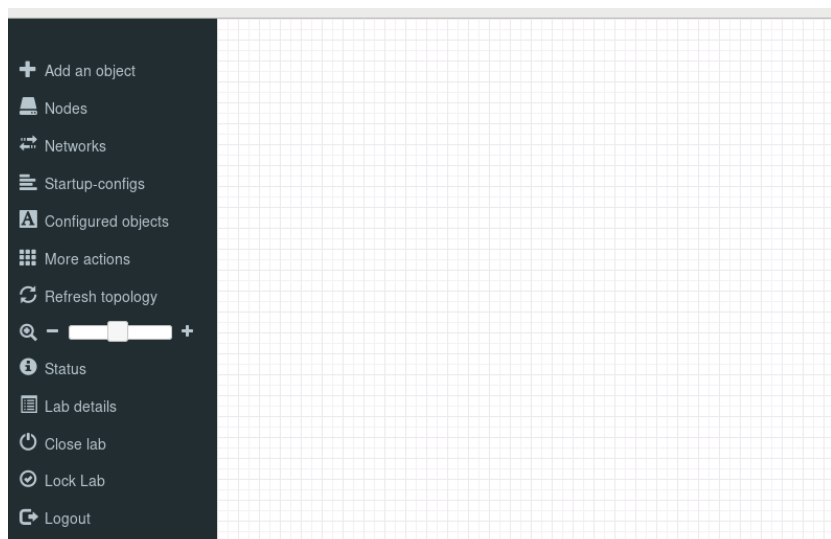 Add an object
Nodes
Networks
Startup-configs
A Configured objects
More actions
Refresh topology
Status
Lab details
Close lab
Lock Lab
Logout